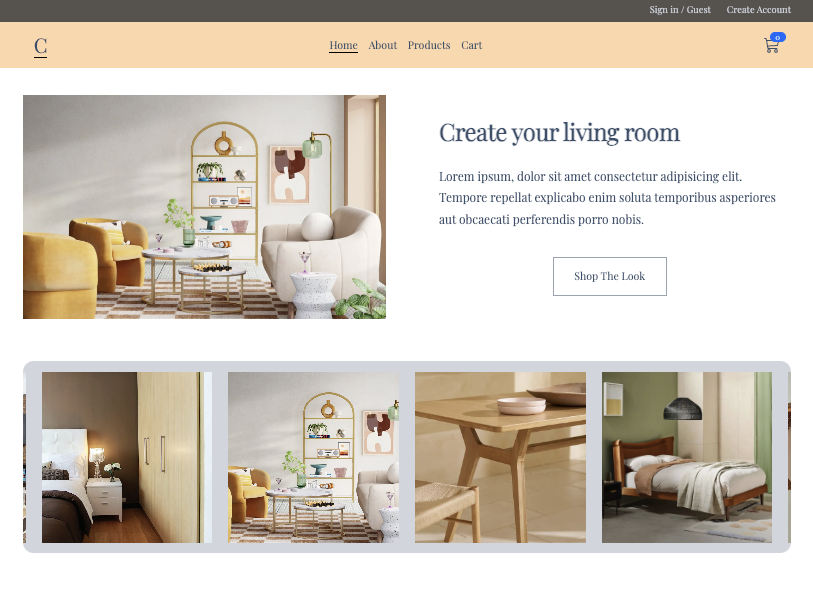 Sign in / Guest Create Account
C Home About Products Cart 0
Create your living room
Lorem ipsum, dolor sit amet consectetur adipisicing elit.
Tempore repellat explicabo enim soluta temporibus asperiores
aut obcaecati perferendis porro nobis.
Shop The Look